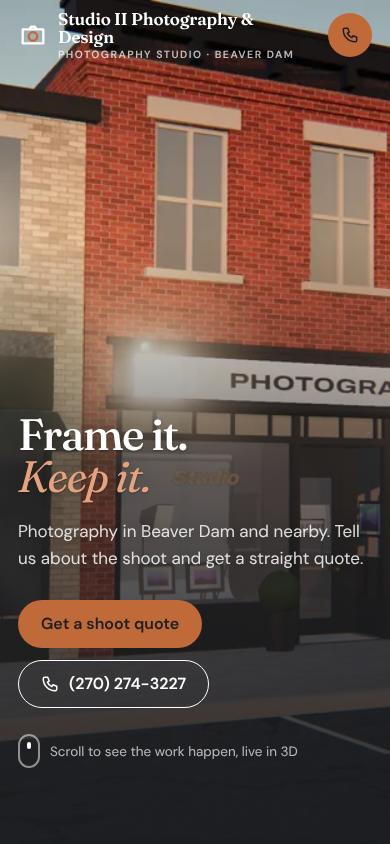 Studio II Photography &
Design
PHOTOGRAPHY STUDIO · BEAVER DAM
PHOTOGRA
Frame it.
Keep it.
Studio
Photography in Beaver Dam and nearby. Tell
us about the shoot and get a straight quote.
Get a shoot quote
(270) 274-3227
Scroll to see the work happen, live in 3D